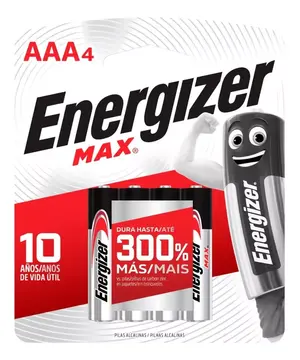 AAA4
Energizer
MAX®
Energizer
DURA HASTA/ATÉ
300%
MÁS/MAIS
MAX
10
AÑOS/ANOS
DE VIDA ÚTIL
PILAS ALCALINAS / PILHAS ALCALINAS